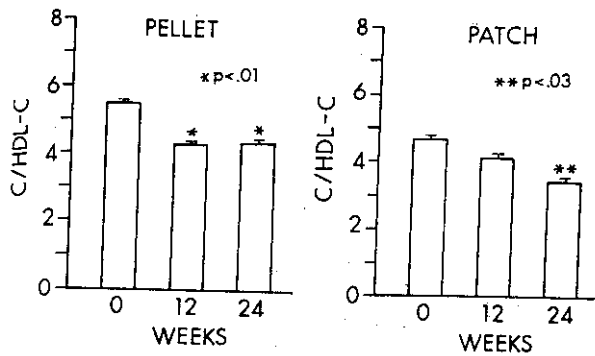 PELLET
*p<.01
C/HDL-C
8
6
4
2
0
* *
0 12 24
WEEKS
PATCH
**p<.03
C/HDL-C
8
6
4
2
0
**
0 12 24
WEEKS